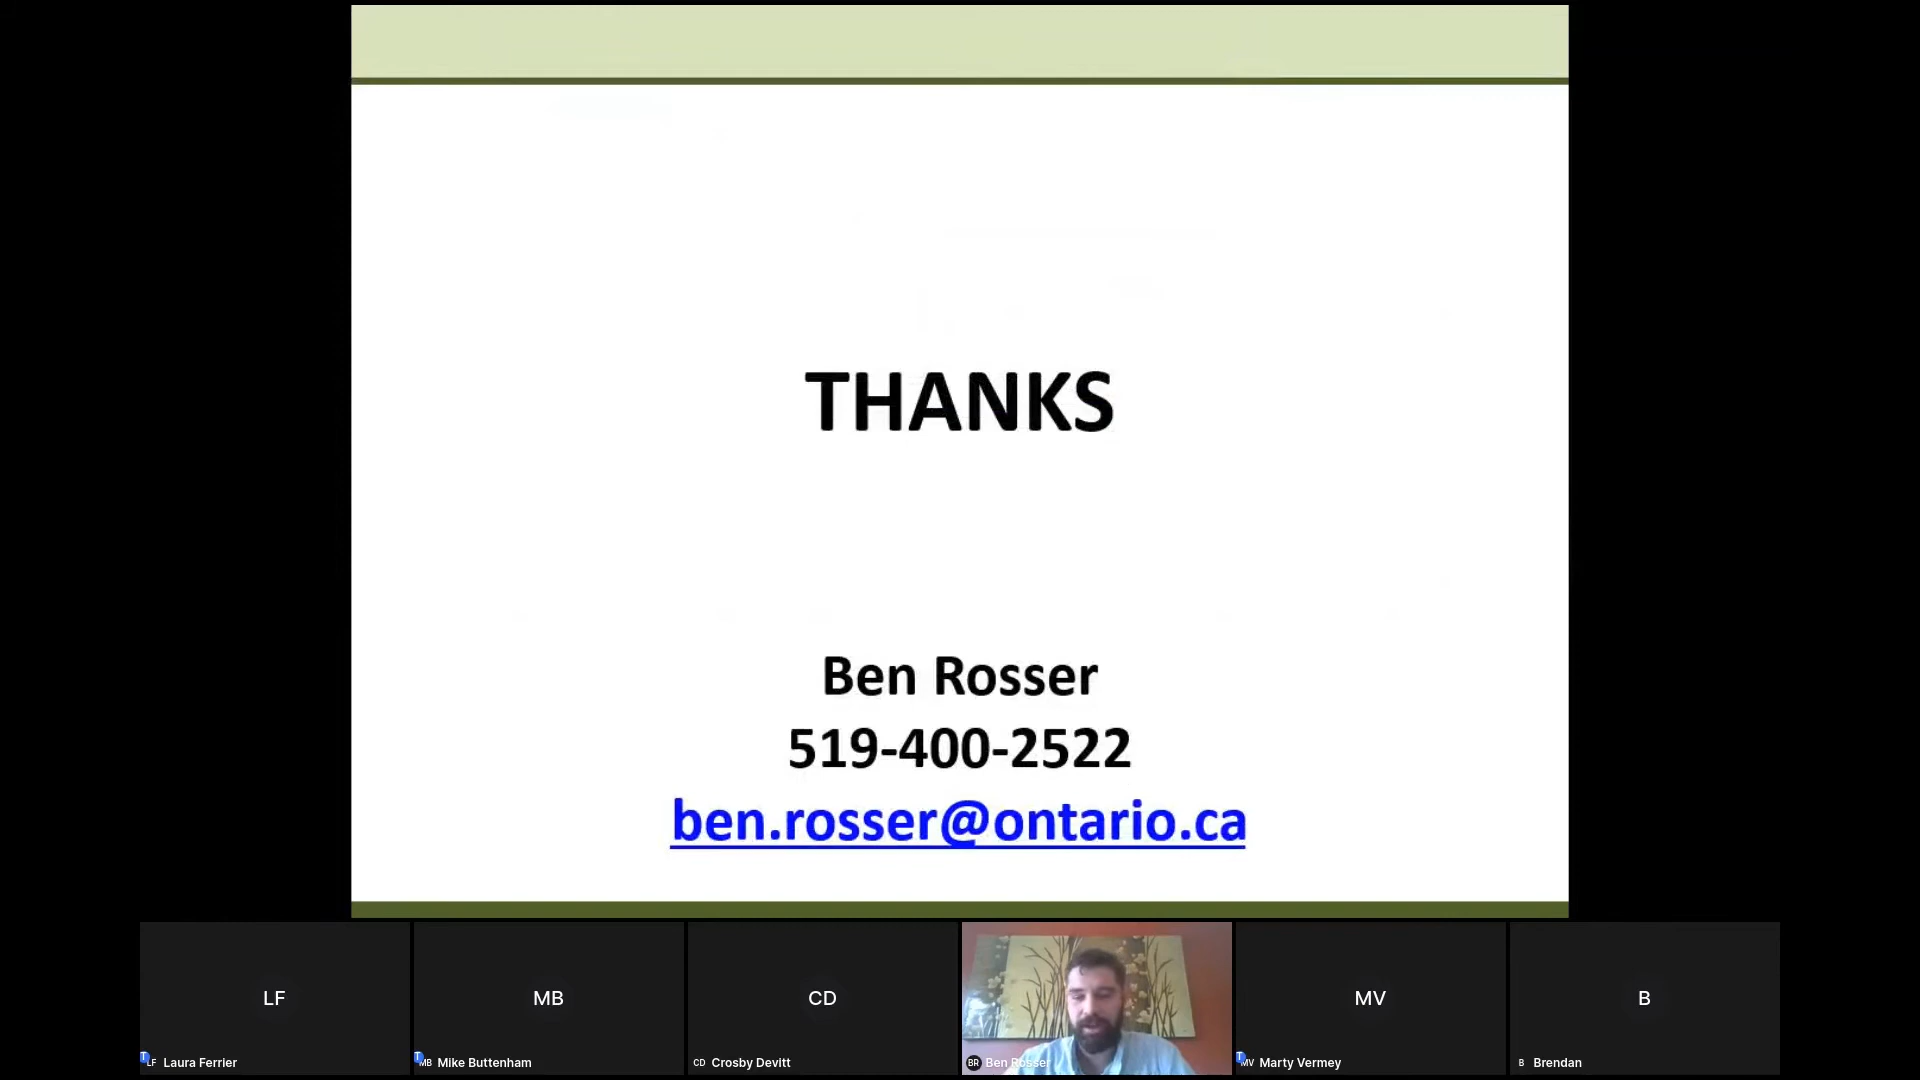 THANKS
Ben Rosser
519-400-2522
ben.rosser@ontario.ca
LF
MB
CD
MV
B
T LF Laura Ferrier
T MB Mike Buttenham
CD Crosby Devitt
BR Ben Rosser
T MV Marty Vermey
B Brendan